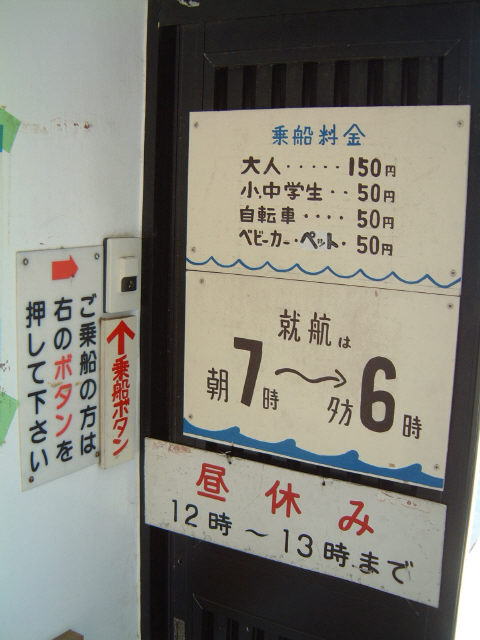 乗船料金
大人・・・・・150円
小、中学生・・50円
自転車・・・・50円
ベビーカー・ペット・50円
就航は
朝7時〜→夕方6時
昼休み
12時〜13時まで
乗船ボタン
ご乗船の方は
右のボタンを
押して下さい